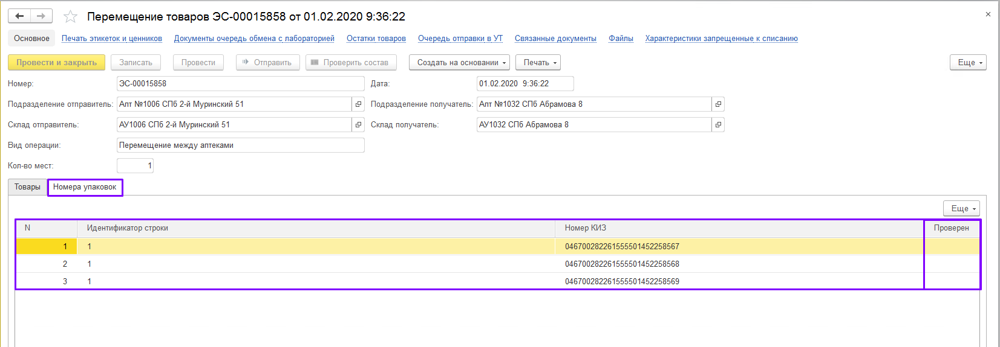 Перемещение товаров ЭС-00015858 от 01.02.2020 9:36:22
Основное Печать этикеток и ценников Документы очередь обмена с лабораторией Остатки товаров Очередь отправки в УТ Связанные документы Файлы Характеристики запрещенные к списанию
Провести и закрыть Записать Провести Отправить Проверить состав Создать на основании Печать Еще
Номер: ЭС-00015858 Дата: 01.02.2020 9:36:22
Подразделение отправитель: Апт №1006 СПб 2-й Муринский 51 Подразделение получатель: Апт №1032 СПб Абрамова 8
Склад отправитель: АУ1006 СПб 2-й Муринский 51 Склад получатель: АУ1032 СПб Абрамова 8
Вид операции: Перемещение между аптеками
Кол-во мест: 1
Товары Номера упаковок
Еще
N Идентификатор строки Номер КИЗ Проверен
1 1 046700282261555501452258567
2 1 046700282261555501452258568
3 1 046700282261555501452258569